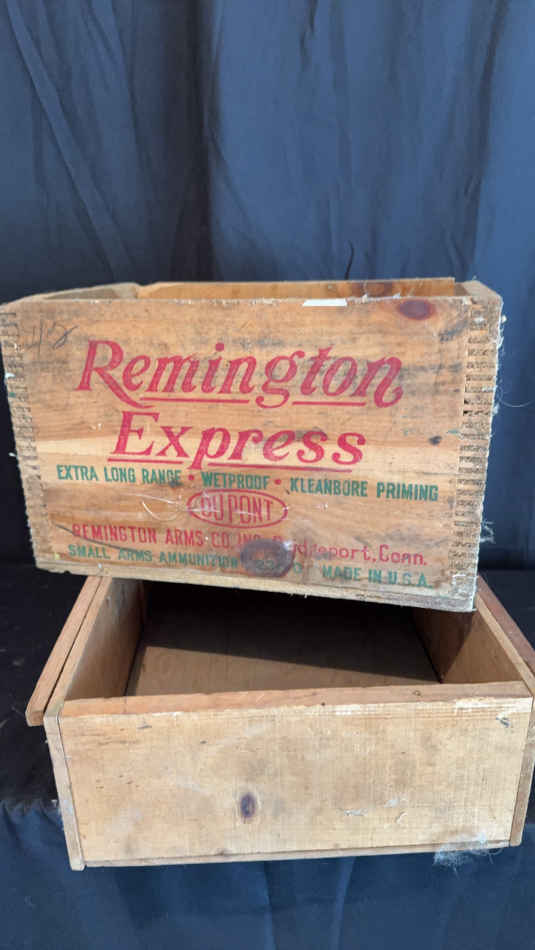 Remington
Express
EXTRA LONG RANGE • WETPROOF • KLEANBORE PRIMING
DU PONT
REMINGTON ARMS CO. INC. Bridgeport, Conn.
SMALL ARMS AMMUNITION MADE IN U.S.A.